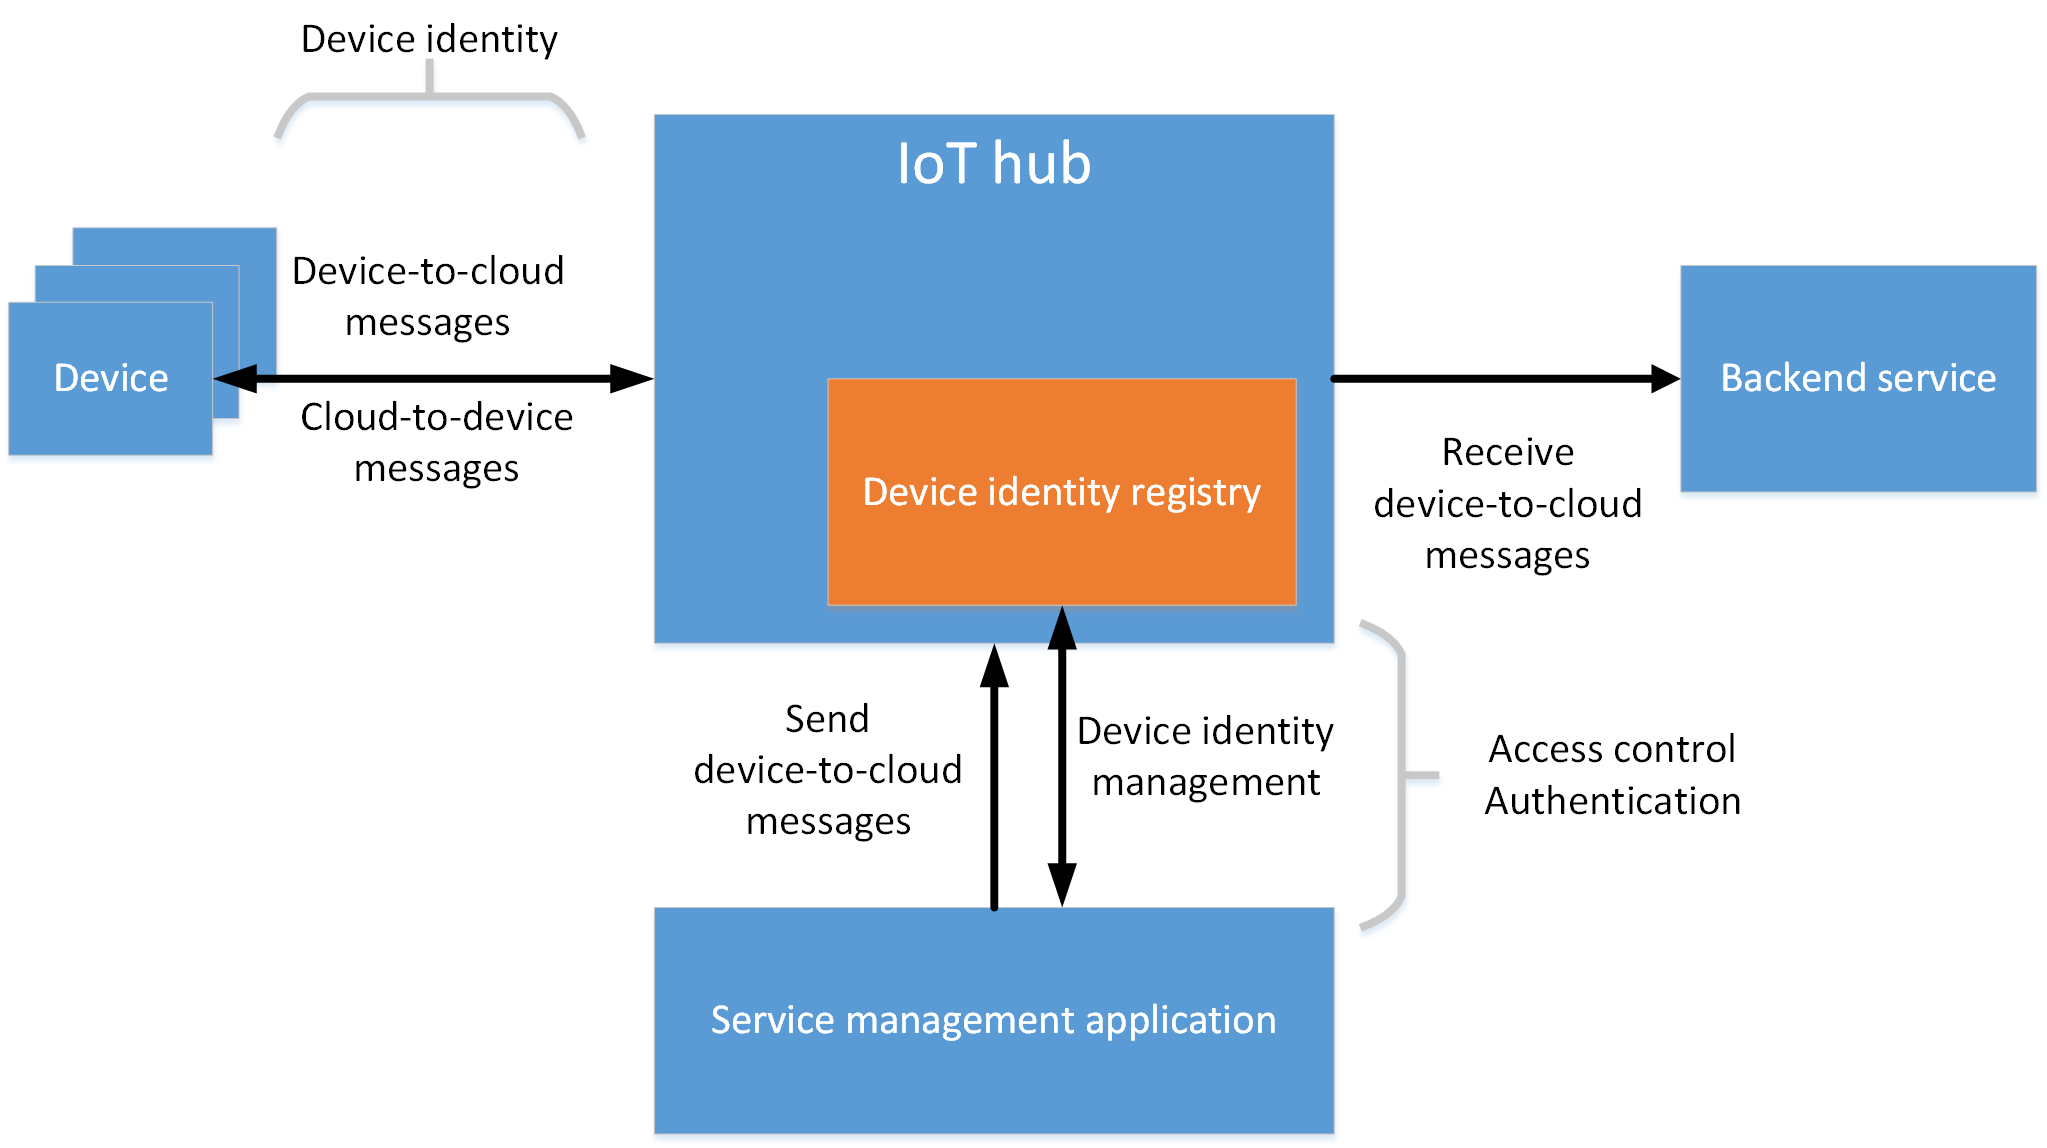 Device identity
IoT hub
Device-to-cloud
messages
Device
Cloud-to-device
messages
Device identity registry
Backend service
Receive
device-to-cloud
messages
Send
device-to-cloud
messages
Device identity
management
Access control
Authentication
Service management application